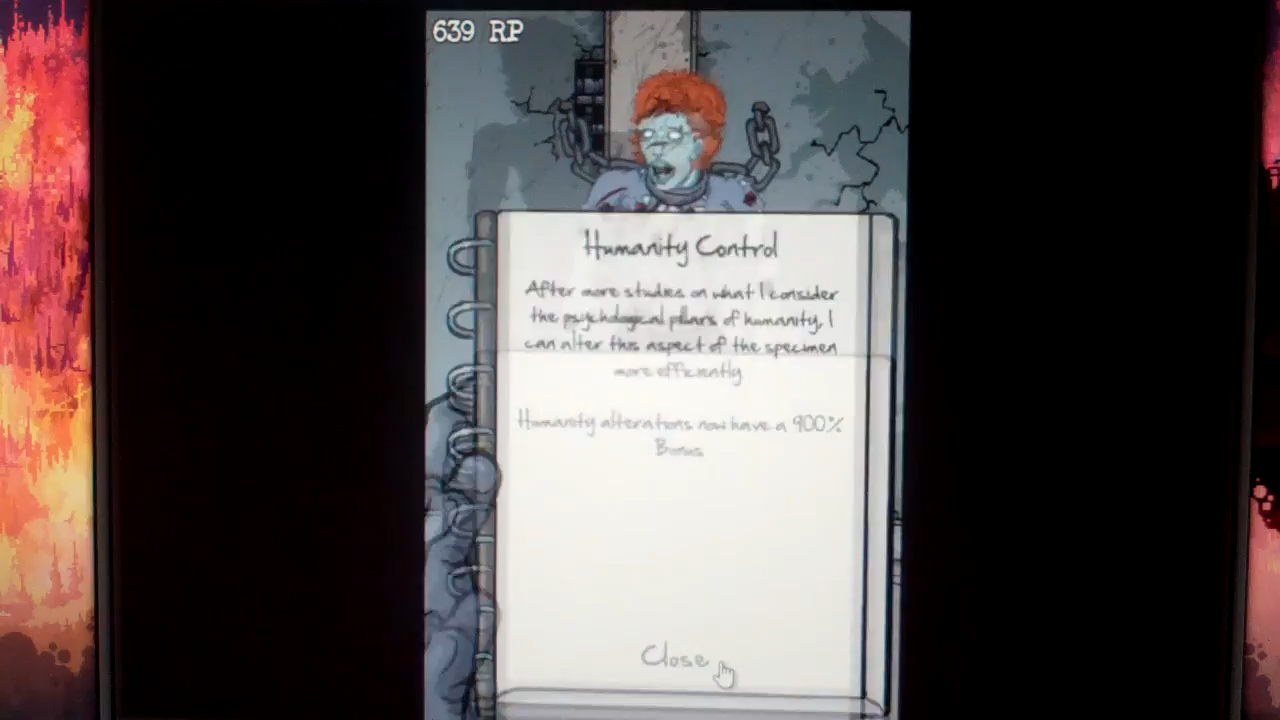 639 RP
Humanity Control
After more studies on what I consider
the psychological pillars of humanity, I
can alter this aspect of the specimen
more efficiently
Humanity alterations now have a 900%
Bonus
Close